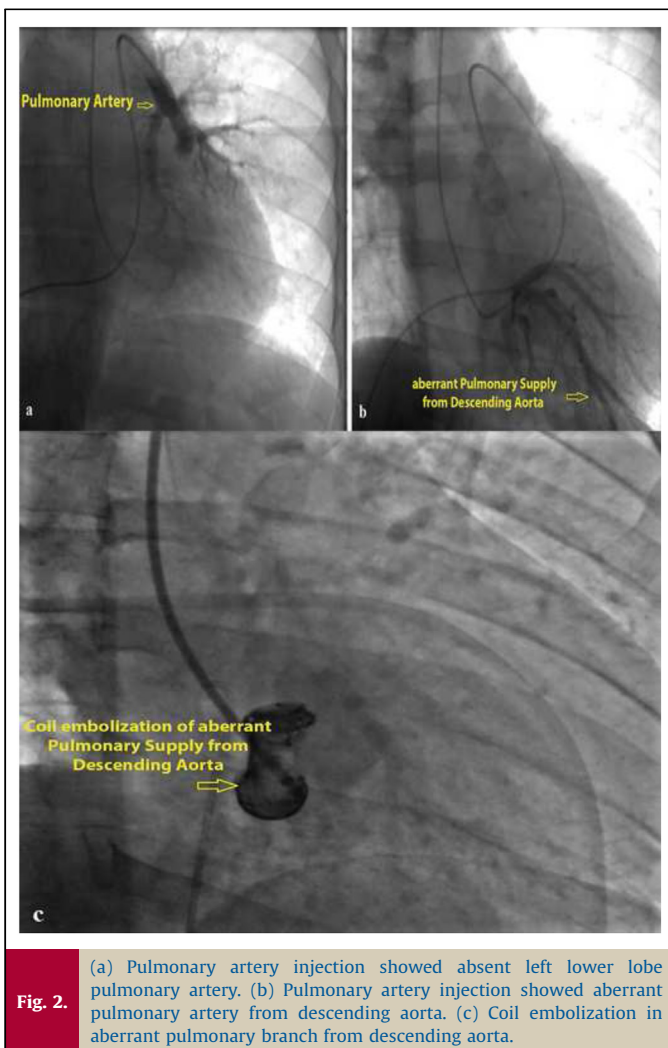 Pulmonary Artery
a
aberrant Pulmonary Supply
from Descending Aorta
b
Coil embolization of aberrant
Pulmonary Supply from
Descending Aorta
c
Fig. 2.
(a) Pulmonary artery injection showed absent left lower lobe
pulmonary artery. (b) Pulmonary artery injection showed aberrant
pulmonary artery from descending aorta. (c) Coil embolization in
aberrant pulmonary branch from descending aorta.